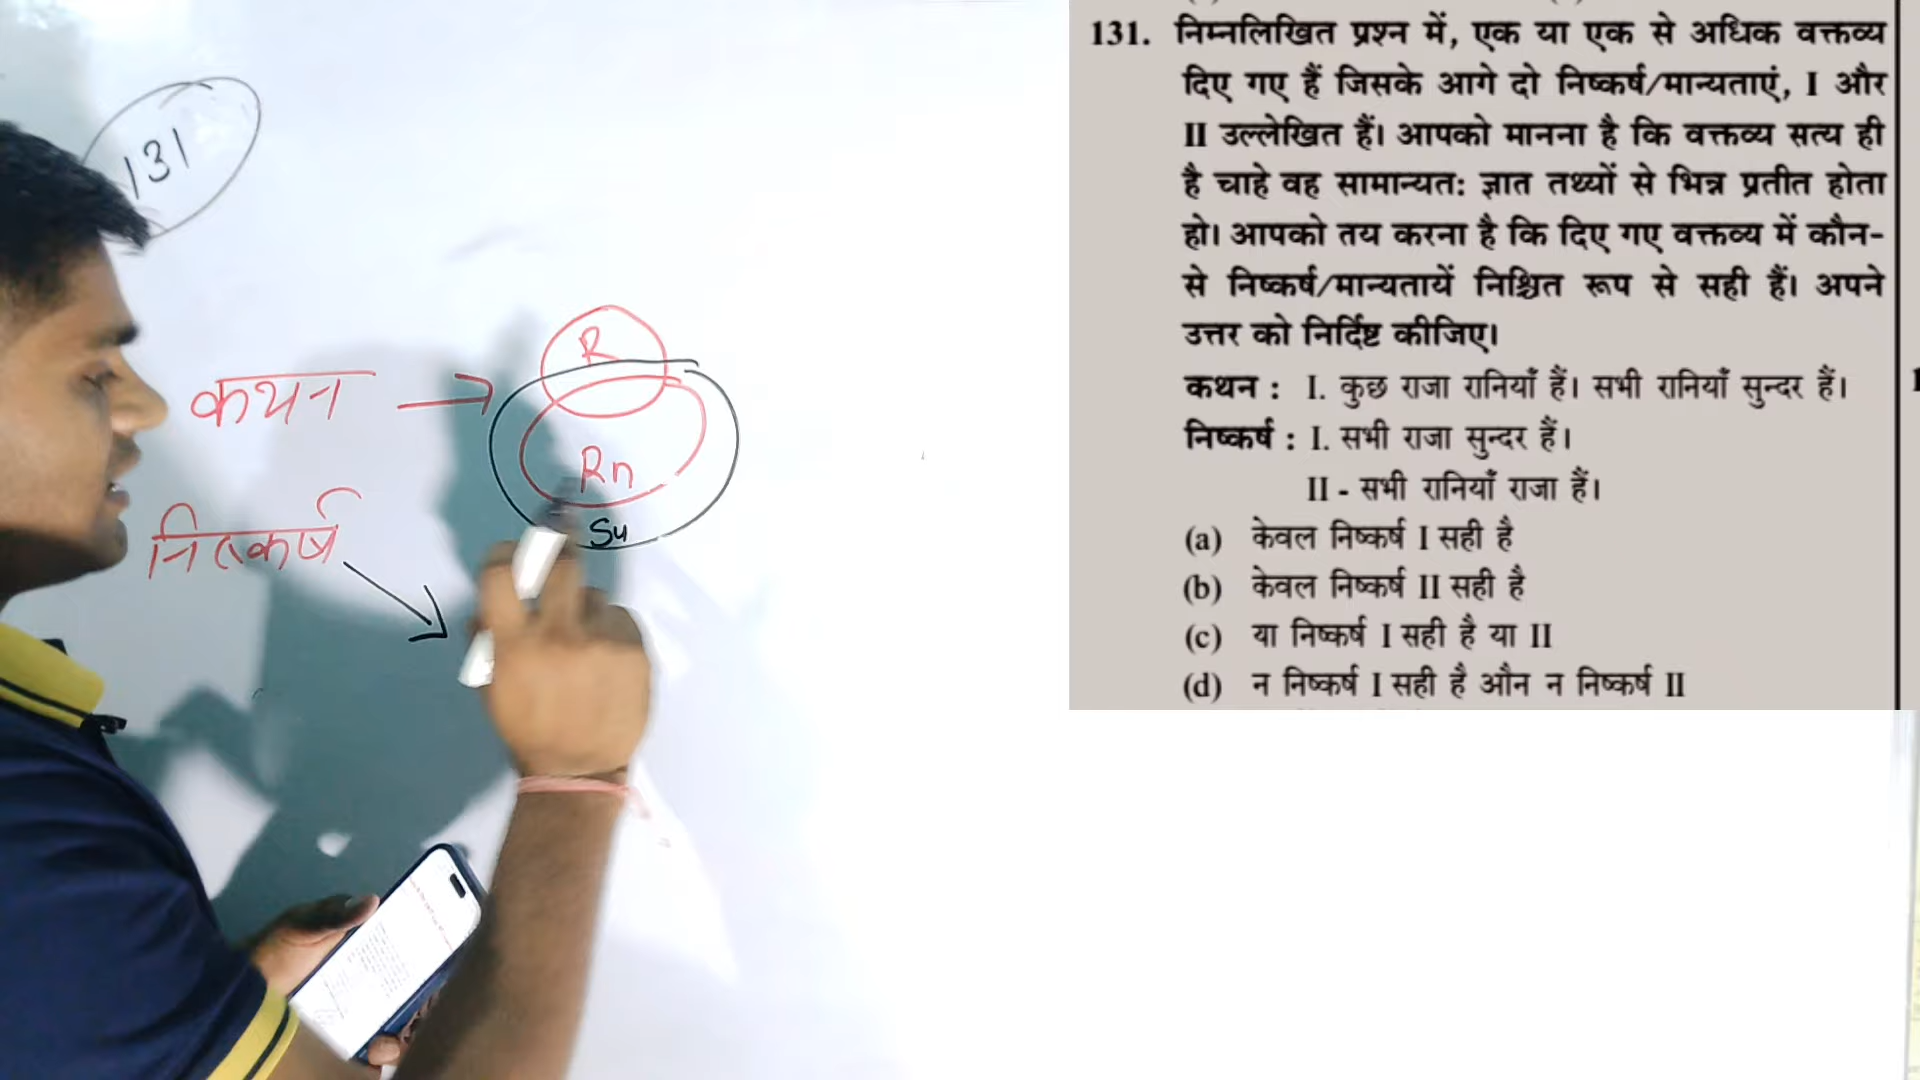 131
कथन
R
Rn
Su
131. निम्नलिखित प्रश्न में, एक या एक से अधिक वक्तव्य
दिए गए हैं जिसके आगे दो निष्कर्ष/मान्यताएं, I और
II उल्लेखित हैं। आपको मानना है कि वक्तव्य सत्य ही
है चाहे वह सामान्यत: ज्ञात तथ्यों से भिन्न प्रतीत होता
हो। आपको तय करना है कि दिए गए वक्तव्य में कौन-
से निष्कर्ष/मान्यतायें निश्चित रूप से सही हैं। अपने
उत्तर को निर्दिष्ट कीजिए।
कथन : I. कुछ राजा रानियाँ हैं। सभी रानियाँ सुन्दर हैं।
निष्कर्ष : I. सभी राजा सुन्दर हैं।
II - सभी रानियाँ राजा हैं।
(a) केवल निष्कर्ष I सही है
(b) केवल निष्कर्ष II सही है
(c) या निष्कर्ष I सही है या II
(d) न निष्कर्ष I सही है औन न निष्कर्ष II